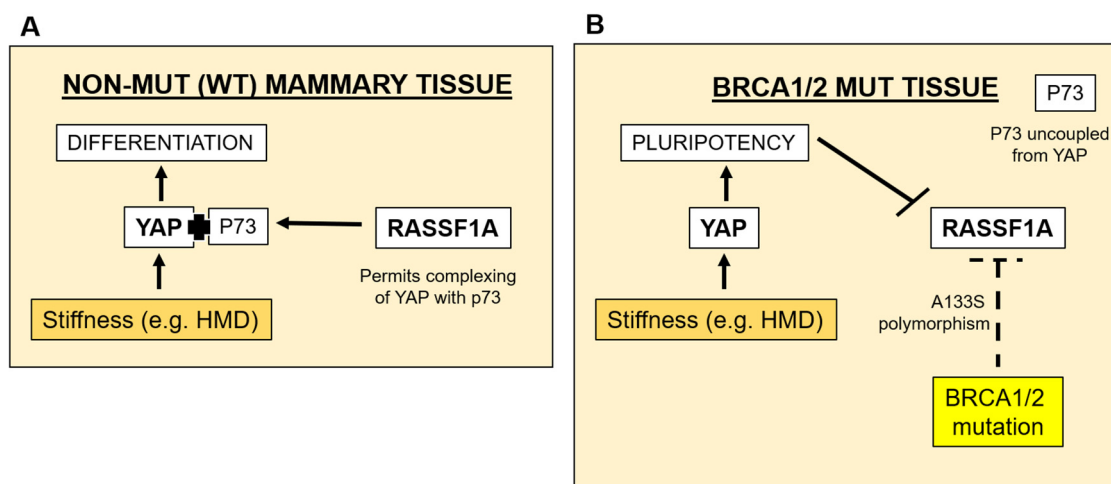 A
NON-MUT (WT) MAMMARY TISSUE
DIFFERENTIATION
YAP
P73
RASSF1A
Permits complexing
of YAP with p73
Stiffness (e.g. HMD)
B
BRCA1/2 MUT TISSUE
P73
P73 uncoupled
from YAP
PLURIPOTENCY
YAP
RASSF1A
Stiffness (e.g. HMD)
A133S
polymorphism
BRCA1/2
mutation